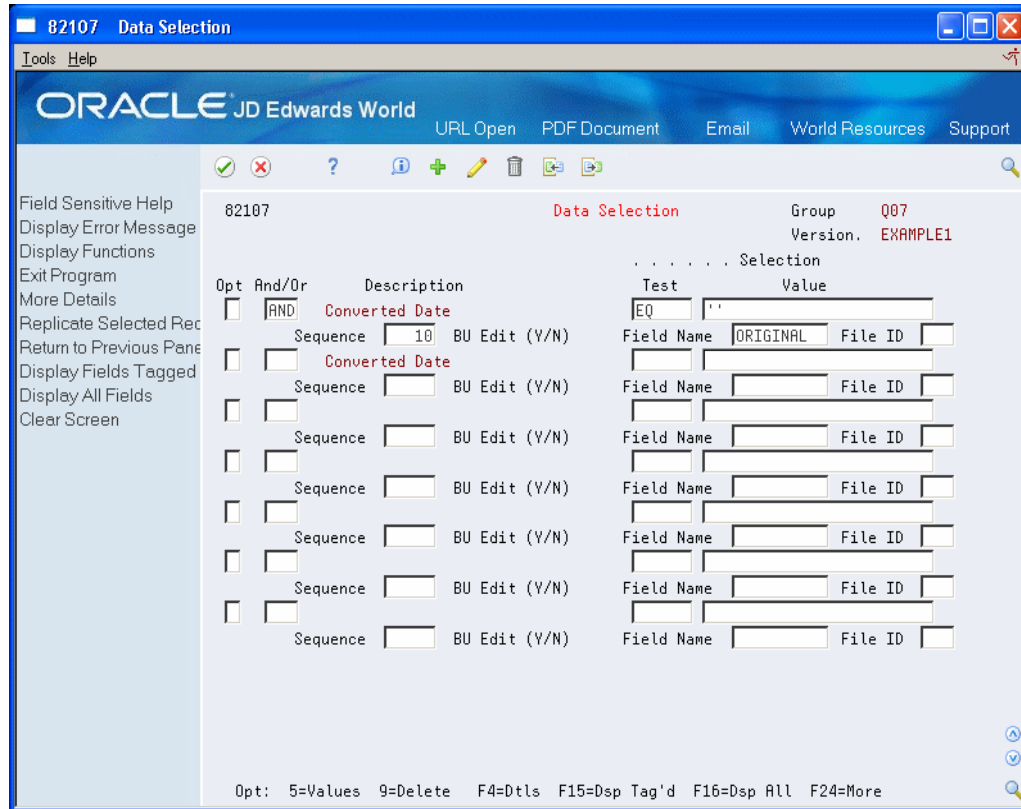 82107 Data Selection
Tools Help
ORACLE JD Edwards World
URL Open PDF Document Email World Resources Support
Field Sensitive Help
Display Error Message
Display Functions
Exit Program
More Details
Replicate Selected Rec
Return to Previous Pane
Display Fields Tagged
Display All Fields
Clear Screen
82107 Data Selection Group Q07
Version. EXAMPLE1
. . . . . . Selection
Opt And/Or Description Test Value
AND Converted Date EQ ''
Sequence 10 BU Edit (Y/N) Field Name ORIGINAL File ID
Converted Date
Sequence BU Edit (Y/N) Field Name File ID
Sequence BU Edit (Y/N) Field Name File ID
Sequence BU Edit (Y/N) Field Name File ID
Sequence BU Edit (Y/N) Field Name File ID
Sequence BU Edit (Y/N) Field Name File ID
Sequence BU Edit (Y/N) Field Name File ID
Opt: 5=Values 9=Delete F4=Dtls F15=Dsp Tag'd F16=Dsp All F24=More